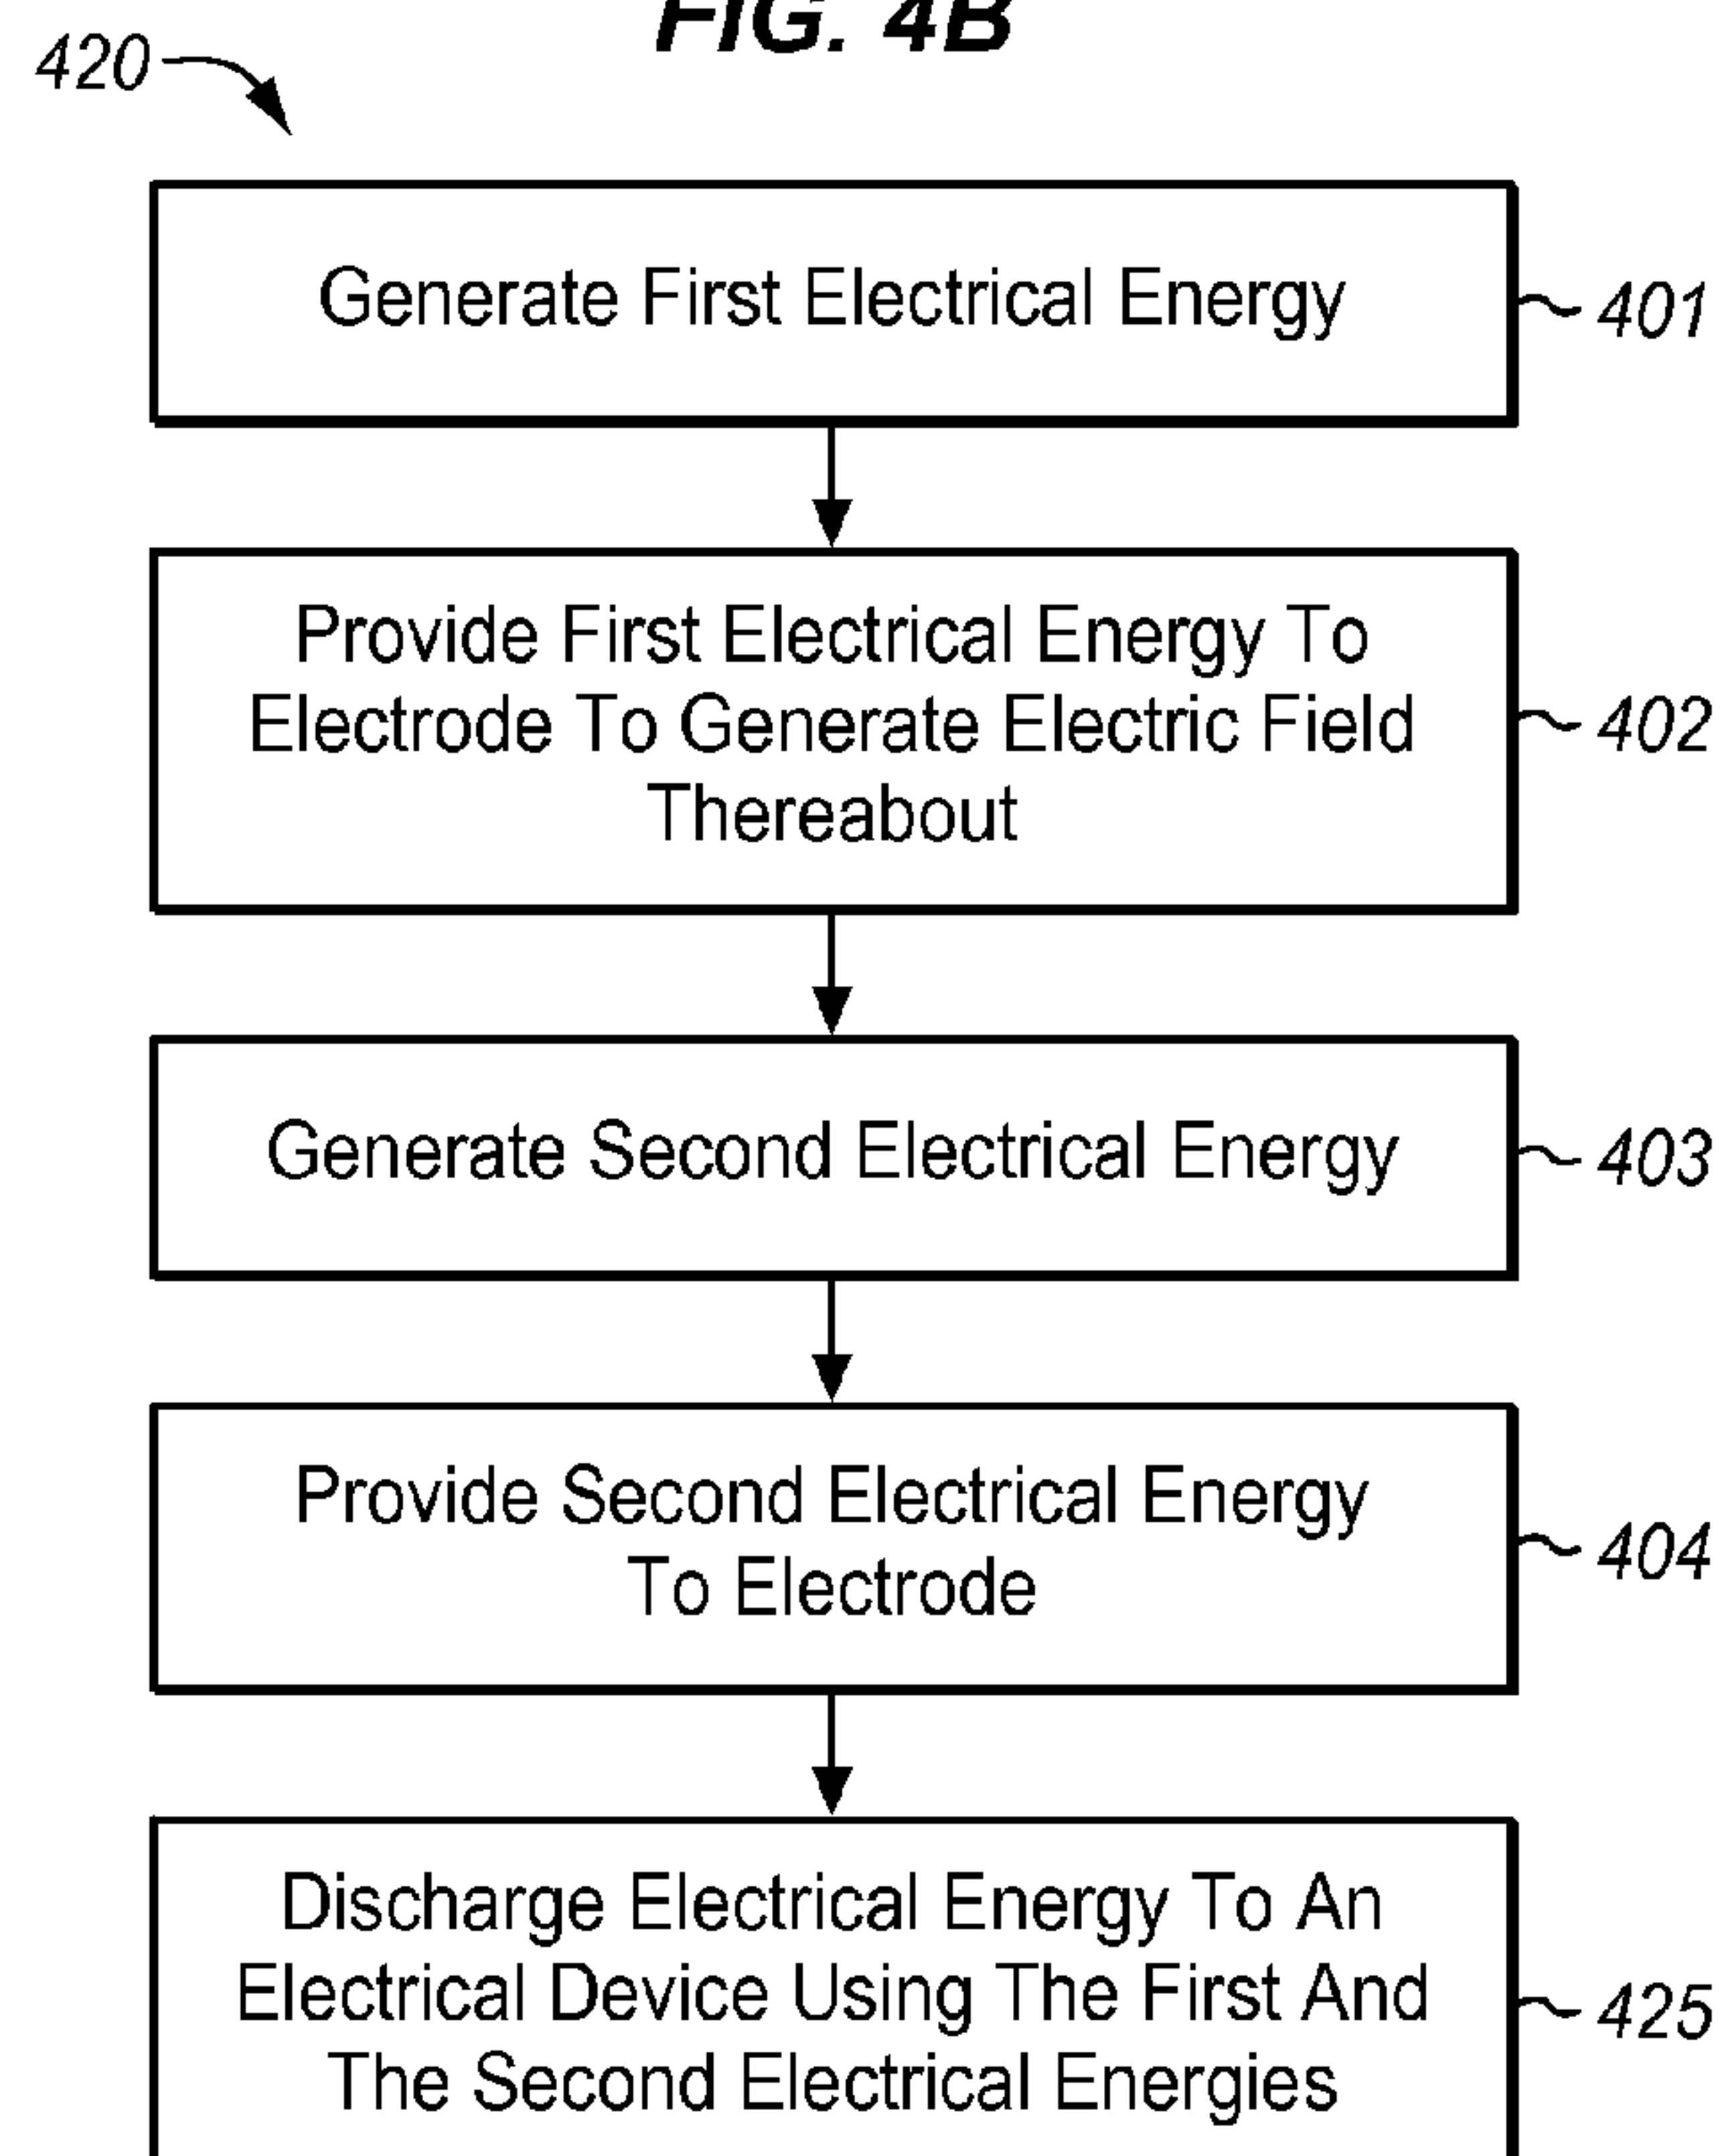 FIG. 4B
420
Generate First Electrical Energy
401
Provide First Electrical Energy To
Electrode To Generate Electric Field
Thereabout
402
Generate Second Electrical Energy
403
Provide Second Electrical Energy
To Electrode
404
Discharge Electrical Energy To An
Electrical Device Using The First And
The Second Electrical Energies
425